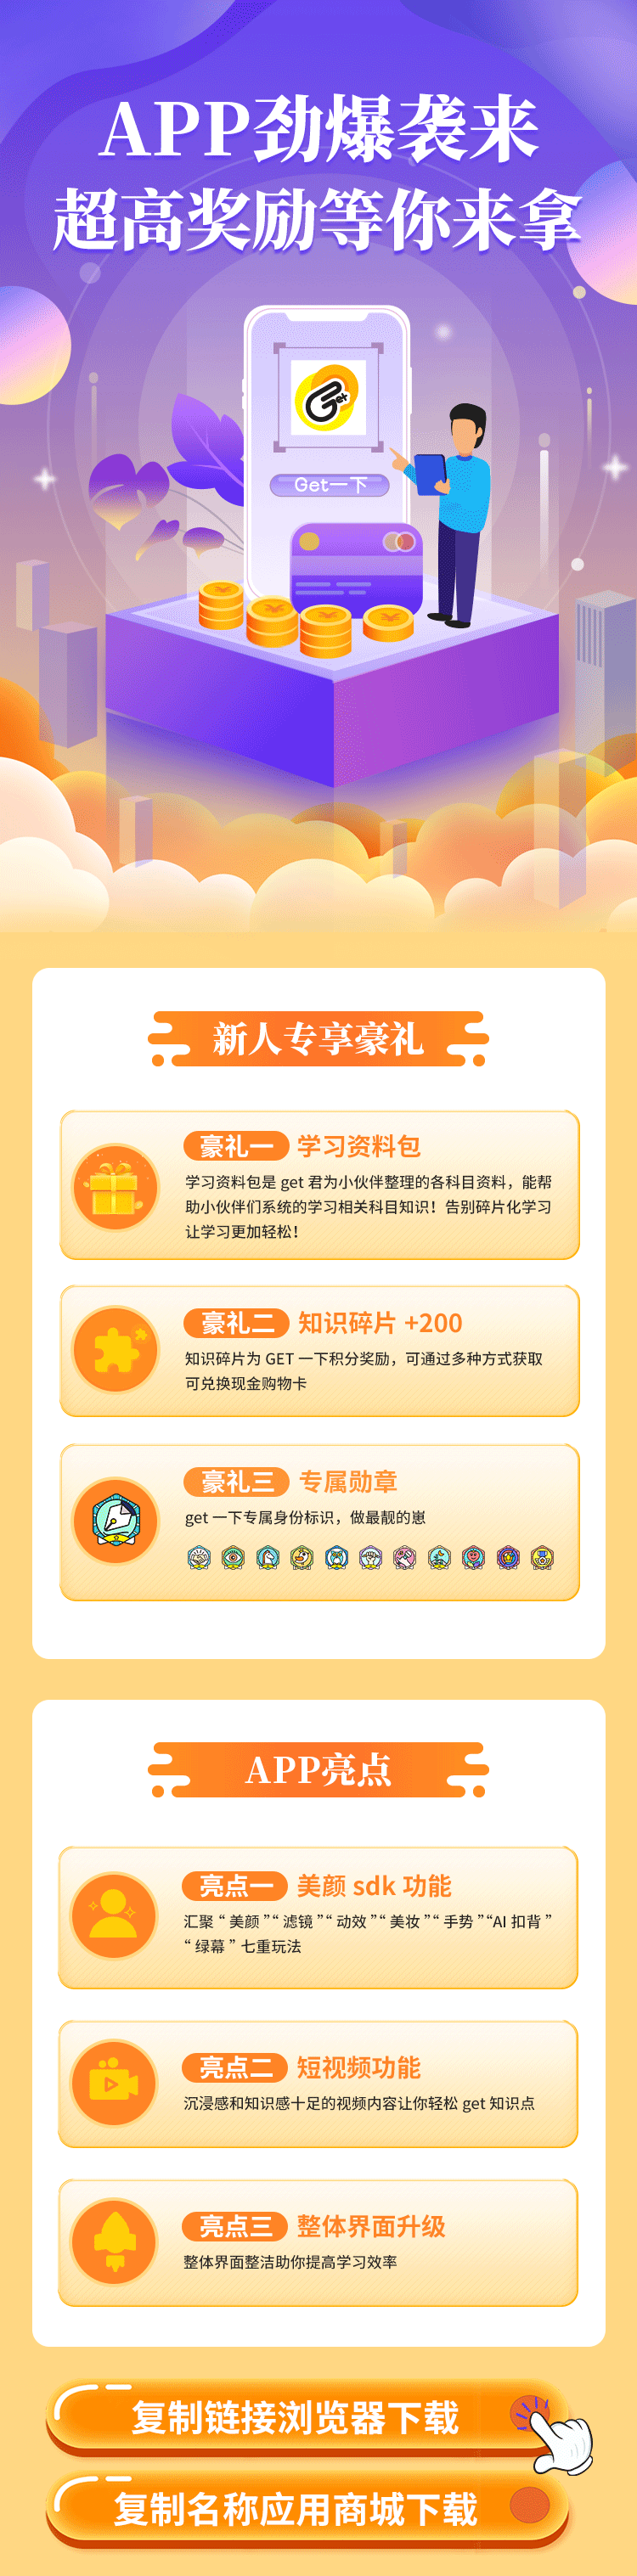 APP劲爆袭来
超高奖励等你来拿
Get
Get一下
新人专享豪礼
豪礼一 学习资料包
学习资料包是 get 君为小伙伴整理的各科目资料，能帮
助小伙伴们系统的学习相关科目知识！告别碎片化学习
让学习更加轻松！
豪礼二 知识碎片 +200
知识碎片为 GET 一下积分奖励，可通过多种方式获取
可兑换现金购物卡
豪礼三 专属勋章
get 一下专属身份标识，做最靓的崽
APP亮点
亮点一 美颜 sdk 功能
汇聚 “ 美颜 ” “ 滤镜 ” “ 动效 ” “ 美妆 ” “ 手势 ” “AI 扣背 ”
“ 绿幕 ” 七重玩法
亮点二 短视频功能
沉浸感和知识感十足的视频内容让你轻松 get 知识点
亮点三 整体界面升级
整体界面整洁助你提高学习效率
复制链接浏览器下载
复制名称应用商城下载